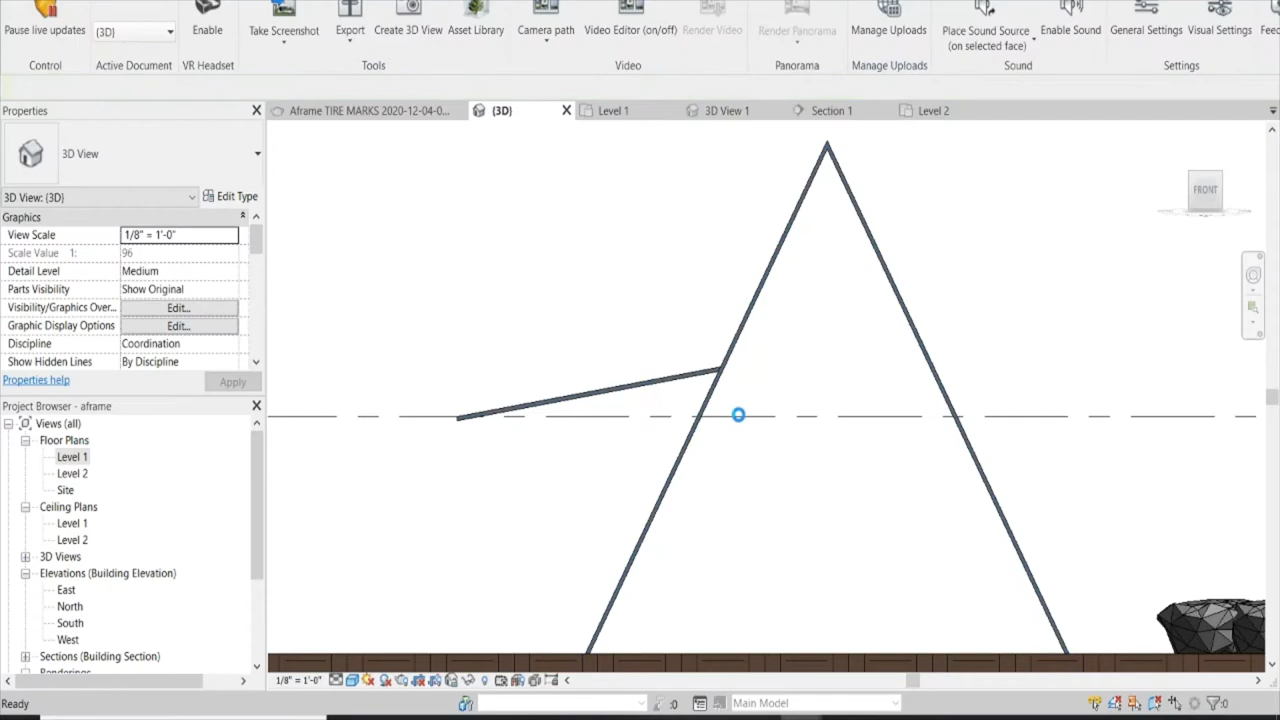 Pause live updates
(3D)
Enable
Take Screenshot
Export
Create 3D View
Asset Library
Camera path
Video Editor (on/off)
Render Video
Render Panorama
Manage Uploads
Place Sound Source
(on selected face)
Enable Sound
General Settings
Visual Settings
Control
Active Document
VR Headset
Tools
Video
Panorama
Manage Uploads
Sound
Settings
Properties
Aframe TIRE MARKS 2020-12-04-0...
{3D}
Level 1
3D View 1
Section 1
Level 2
3D View
3D View: {3D}
Edit Type
Graphics
View Scale
1/8" = 1'-0"
Scale Value 1:
96
Detail Level
Medium
Parts Visibility
Show Original
Visibility/Graphics Over...
Edit...
Graphic Display Options
Edit...
Discipline
Coordination
Show Hidden Lines
By Discipline
Properties help
Apply
FRONT
Project Browser - aframe
Views (all)
Floor Plans
Level 1
Level 2
Site
Ceiling Plans
Level 1
Level 2
3D Views
Elevations (Building Elevation)
East
North
South
West
Sections (Building Section)
1/8" = 1'-0"
Ready
:0
Main Model
:0